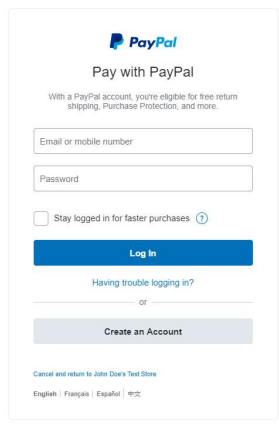 PayPal
Pay with PayPal
With a PayPal account, you're eligible for free return
shipping, Purchase Protection, and more.
Email or mobile number
Password
Stay logged in for faster purchases ?
Log In
Having trouble logging in?
or
Create an Account
Cancel and return to John Doe's Test Store
English | Français | Español | 中文